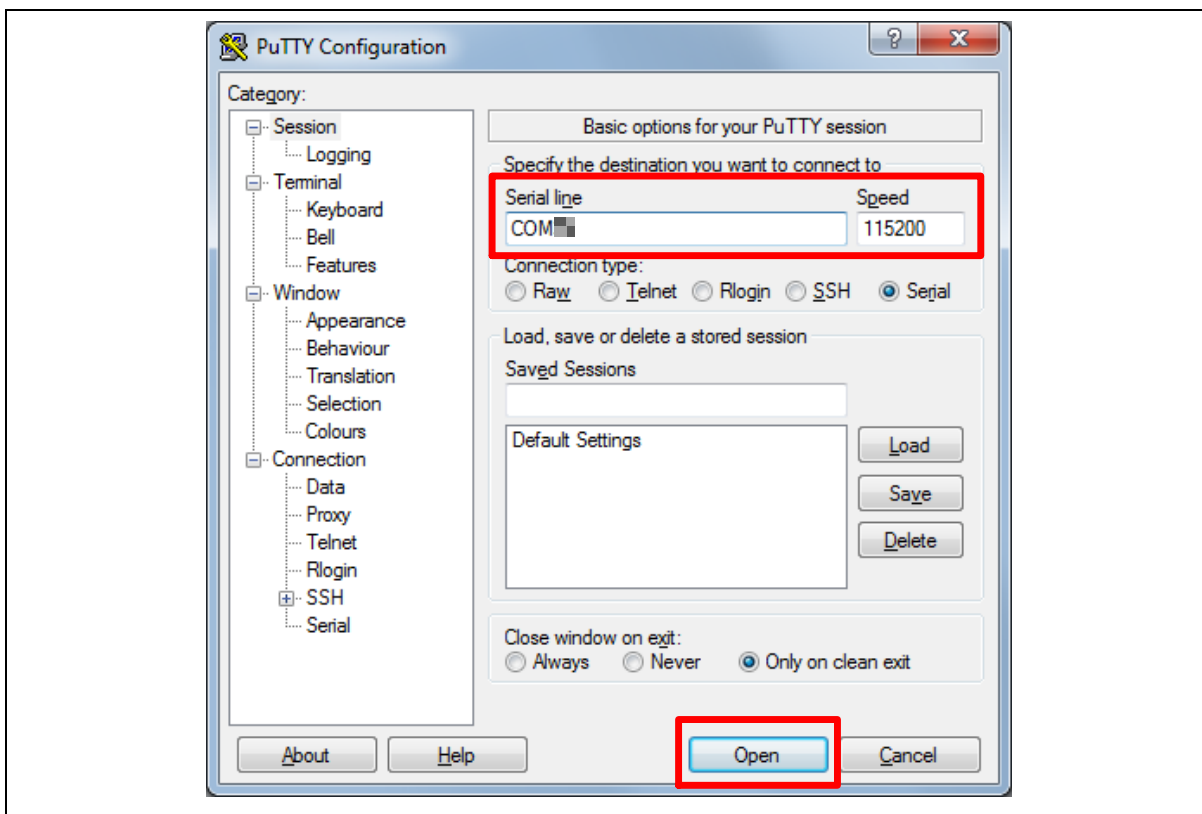 PuTTY Configuration
Category:
Session
Logging
Terminal
Keyboard
Bell
Features
Window
Appearance
Behaviour
Translation
Selection
Colours
Connection
Data
Proxy
Telnet
Rlogin
SSH
Serial
Basic options for your PuTTY session
Specify the destination you want to connect to
Serial line Speed
COM 115200
Connection type:
Raw Telnet Rlogin SSH Serial
Load, save or delete a stored session
Saved Sessions
Default Settings
Load
Save
Delete
Close window on exit:
Always Never Only on clean exit
About Help Open Cancel